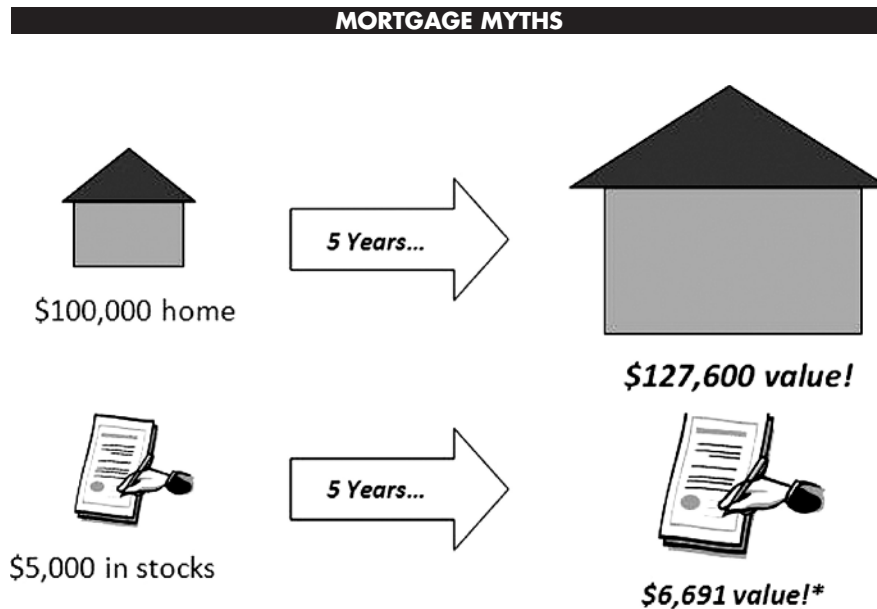 MORTGAGE MYTHS
5 Years...
$100,000 home
$127,600 value!
5 Years...
$5,000 in stocks
$6,691 value!*